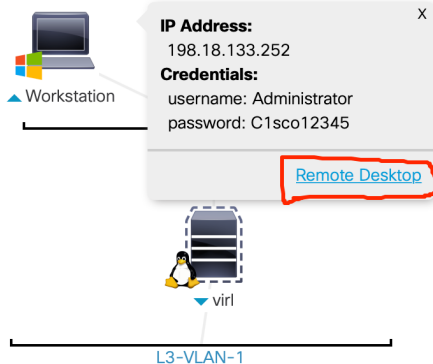 X
IP Address:
198.18.133.252
Credentials:
username: Administrator
password: C1sco12345
Remote Desktop
Workstation
virl
L3-VLAN-1